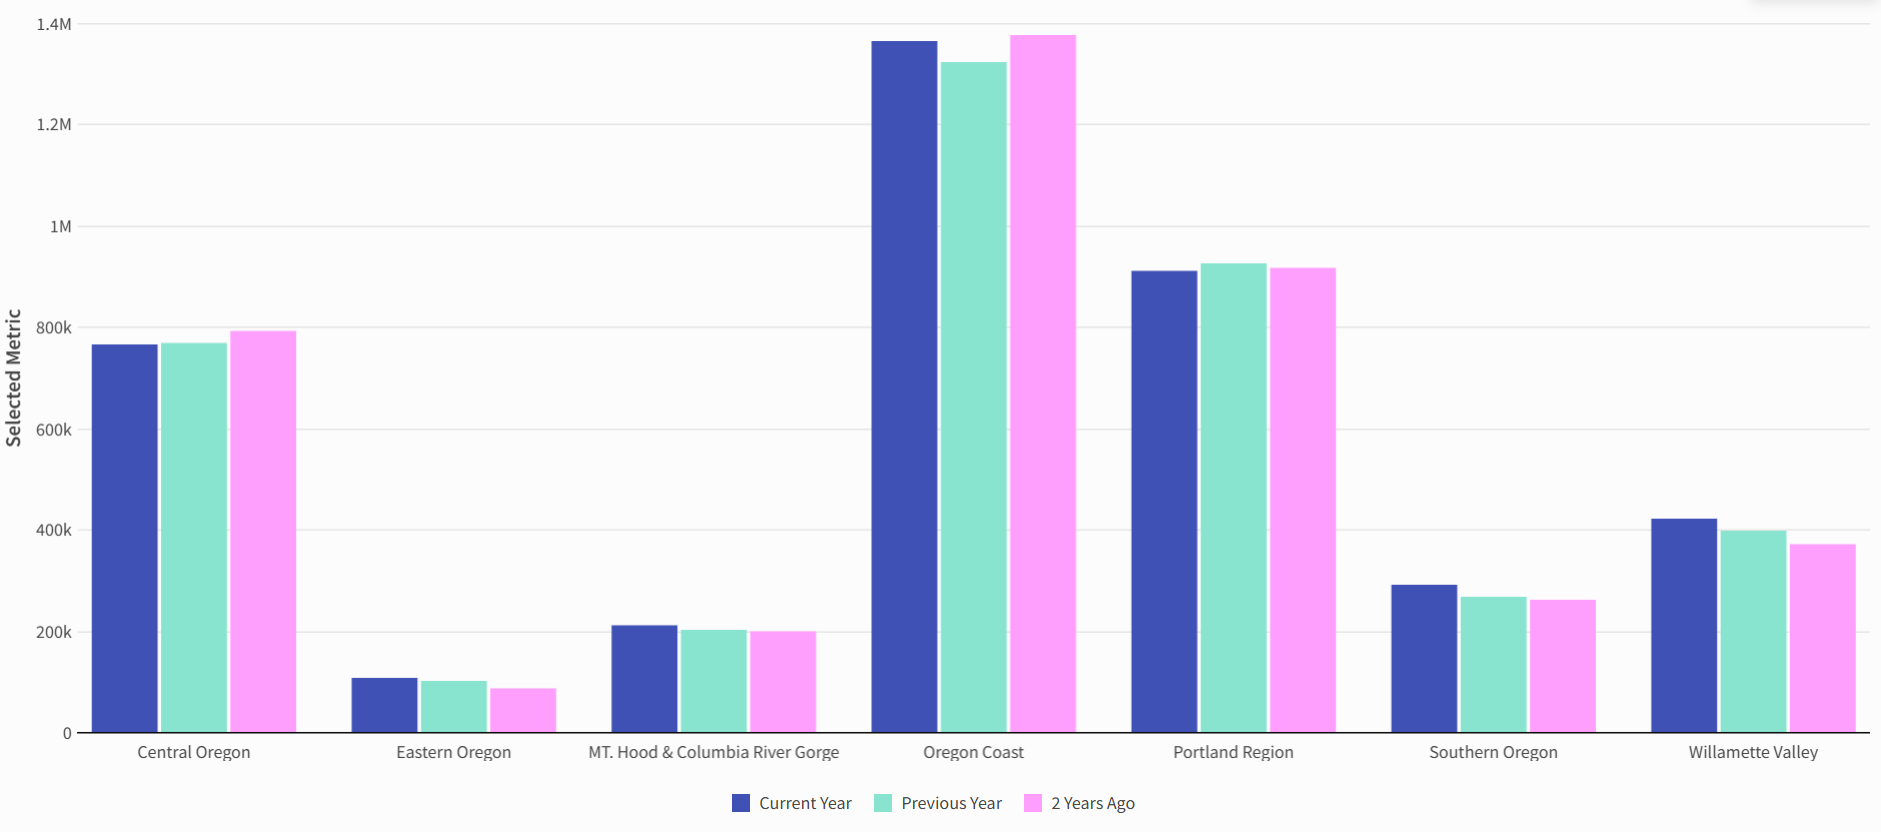 1.4M
1.2M
1M
800k
600k
400k
200k
0
Selected Metric
Central Oregon
Eastern Oregon
MT. Hood & Columbia River Gorge
Oregon Coast
Portland Region
Southern Oregon
Willamette Valley
Current Year
Previous Year
2 Years Ago